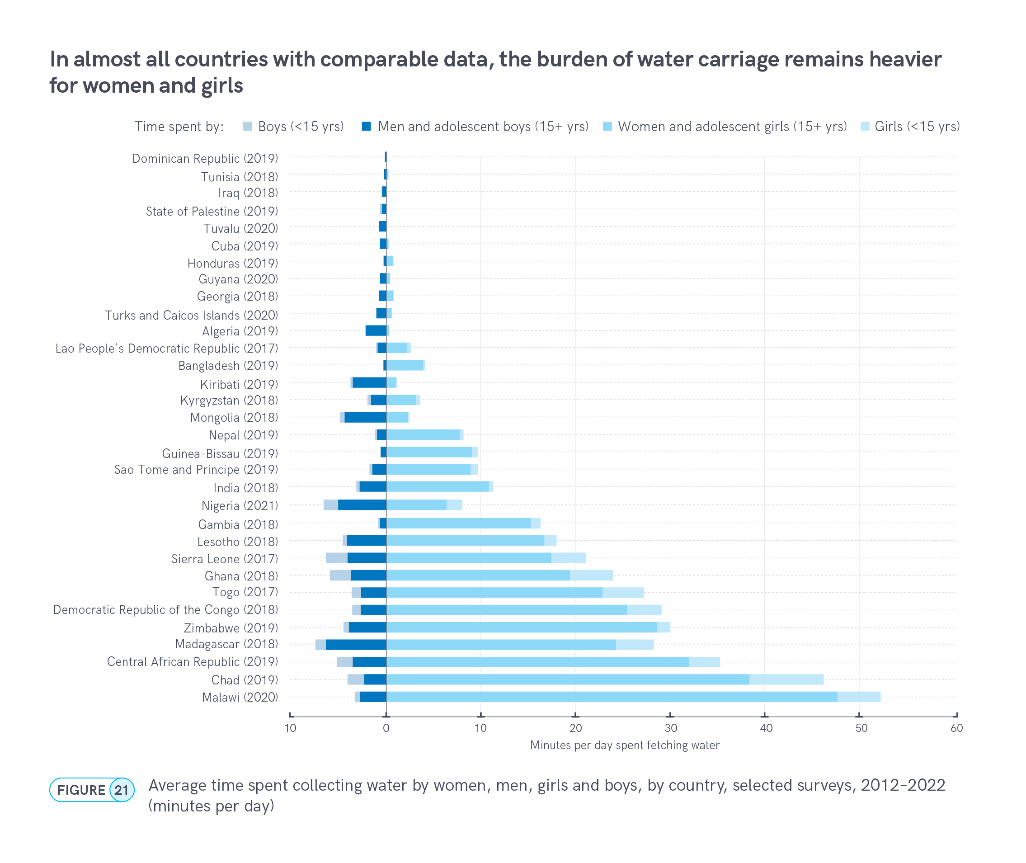 In almost all countries with comparable data, the burden of water carriage remains heavier
for women and girls
Time spent by: Boys (<15 yrs) Men and adolescent boys (15+ yrs) Women and adolescent girls (15+ yrs) Girls (<15 yrs)
Dominican Republic (2019)
Tunisia (2018)
Iraq (2018)
State of Palestine (2019)
Tuvalu (2020)
Cuba (2019)
Honduras (2019)
Guyana (2020)
Georgia (2018)
Turks and Caicos Islands (2020)
Algeria (2019)
Lao People's Democratic Republic (2017)
Bangladesh (2019)
Kiribati (2019)
Kyrgyzstan (2018)
Mongolia (2018)
Nepal (2019)
Guinea-Bissau (2019)
Sao Tome and Principe (2019)
India (2018)
Nigeria (2021)
Gambia (2018)
Lesotho (2018)
Sierra Leone (2017)
Ghana (2018)
Togo (2017)
Democratic Republic of the Congo (2018)
Zimbabwe (2019)
Madagascar (2018)
Central African Republic (2019)
Chad (2019)
Malawi (2020)
10 0 10 20 30 40 50 60
Minutes per day spent fetching water
FIGURE 21 Average time spent collecting water by women, men, girls and boys, by country, selected surveys, 2012–2022
(minutes per day)